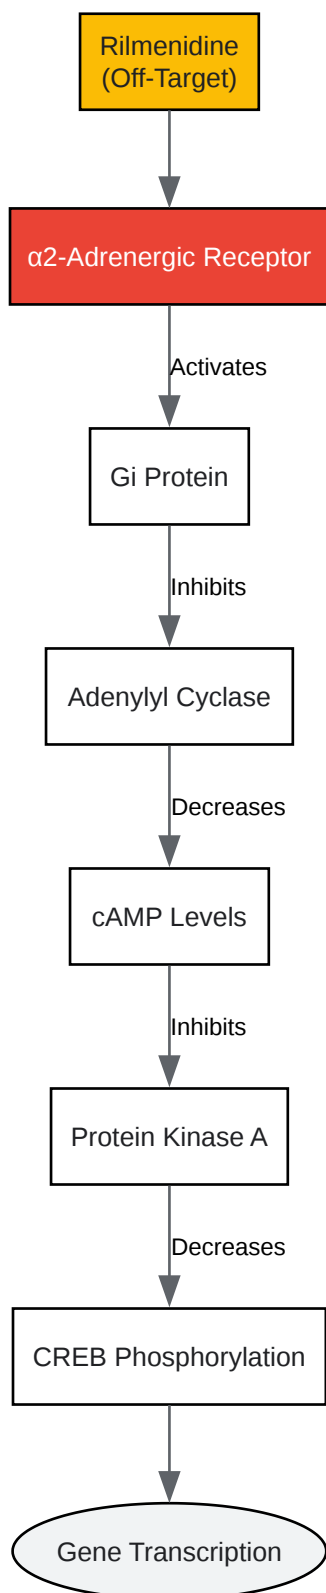 Rilmenidine
(Off-Target)
α2-Adrenergic Receptor
Activates
Gi Protein
Inhibits
Adenylyl Cyclase
Decreases
cAMP Levels
Inhibits
Protein Kinase A
Decreases
CREB Phosphorylation
Gene Transcription